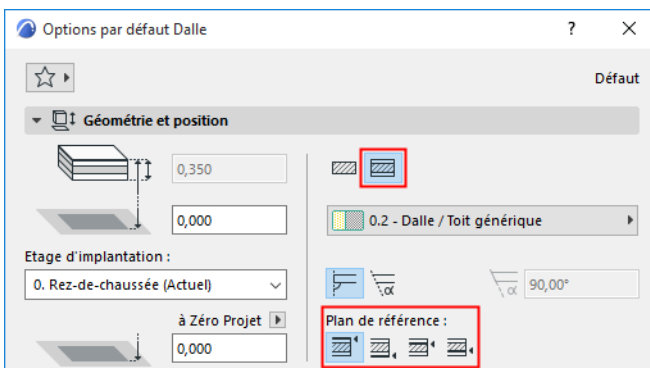 Options par défaut Dalle
?
Défaut
Géométrie et position
0,350
0,000
0.2 - Dalle / Toit générique
Etage d'implantation :
0. Rez-de-chaussée (Actuel)
α
α
90,00°
à Zéro Projet
Plan de référence :
0,000